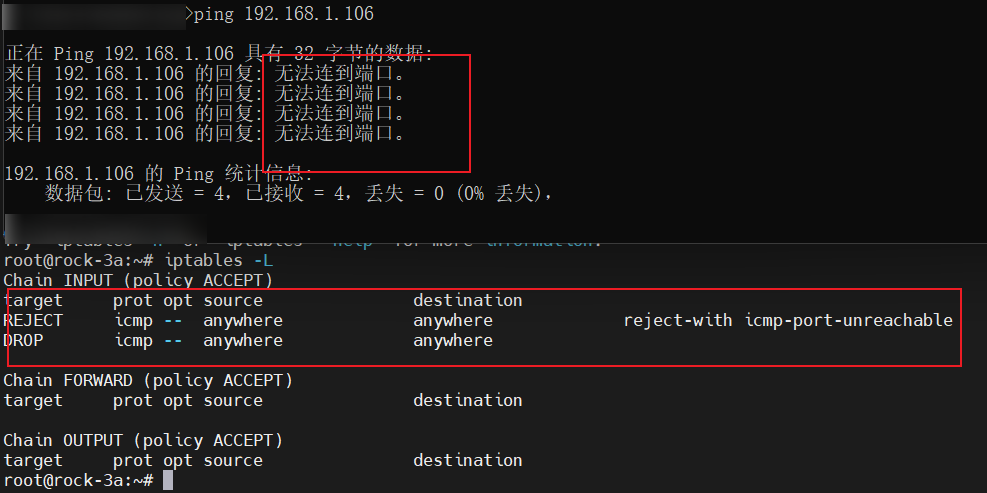 >ping 192.168.1.106
正在 Ping 192.168.1.106 具有 32 字节的数据:
来自 192.168.1.106 的回复: 无法连到端口。
来自 192.168.1.106 的回复: 无法连到端口。
来自 192.168.1.106 的回复: 无法连到端口。
来自 192.168.1.106 的回复: 无法连到端口。
192.168.1.106 的 Ping 统计信息:
数据包: 已发送 = 4，已接收 = 4，丢失 = 0 (0% 丢失)，
for more information.
root@rock-3a:~# iptables -L
Chain INPUT (policy ACCEPT)
target prot opt source destination
REJECT icmp -- anywhere anywhere reject-with icmp-port-unreachable
DROP icmp -- anywhere anywhere
Chain FORWARD (policy ACCEPT)
target prot opt source destination
Chain OUTPUT (policy ACCEPT)
target prot opt source destination
root@rock-3a:~#